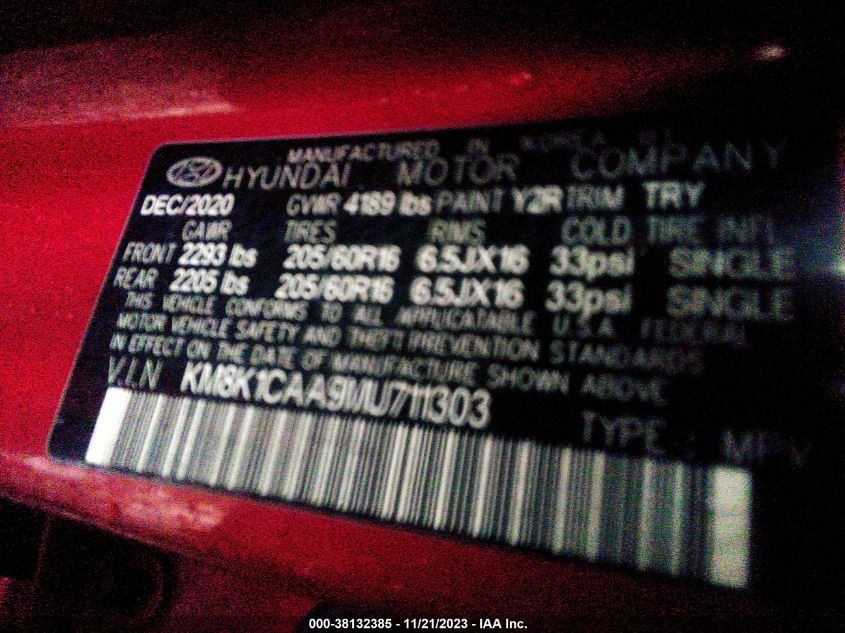 MANUFACTURED IN KOREA BY
HYUNDAI MOTOR COMPANY
DEC/2020 GVWR 4189 lbs PAINT Y2R TRIM TRY
GAWR TIRES RIMS COLD TIRE INFL
FRONT 2293 lbs 205/60R16 6.5JX16 33psi SINGLE
REAR 2205 lbs 205/60R16 6.5JX16 33psi SINGLE
THIS VEHICLE CONFORMS TO ALL APPLICATABLE U.S.A. FEDERAL
MOTOR VEHICLE SAFETY AND THEFT PREVENTION STANDARDS
IN EFFECT ON THE DATE OF MANUFACTURE SHOWN ABOVE
V.I.N KM8K1CAA9MU711303
TYPE : MPV
000-38132385 - 11/21/2023 - IAA Inc.